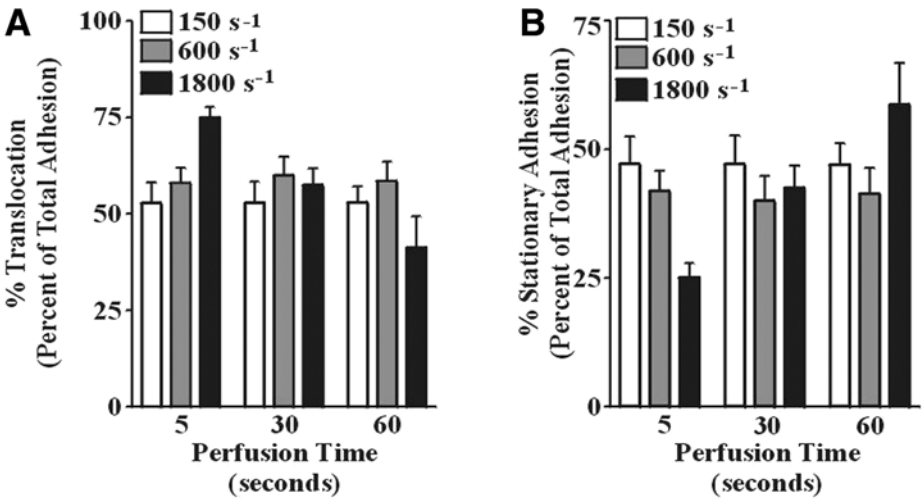 A
% Translocation
(Percent of Total Adhesion)
100
75
50
25
0
150 s-1
600 s-1
1800 s-1
5 30 60
Perfusion Time
(seconds)
B
% Stationary Adhesion
(Percent of Total Adhesion)
75
50
25
0
150 s-1
600 s-1
1800 s-1
5 30 60
Perfusion Time
(seconds)